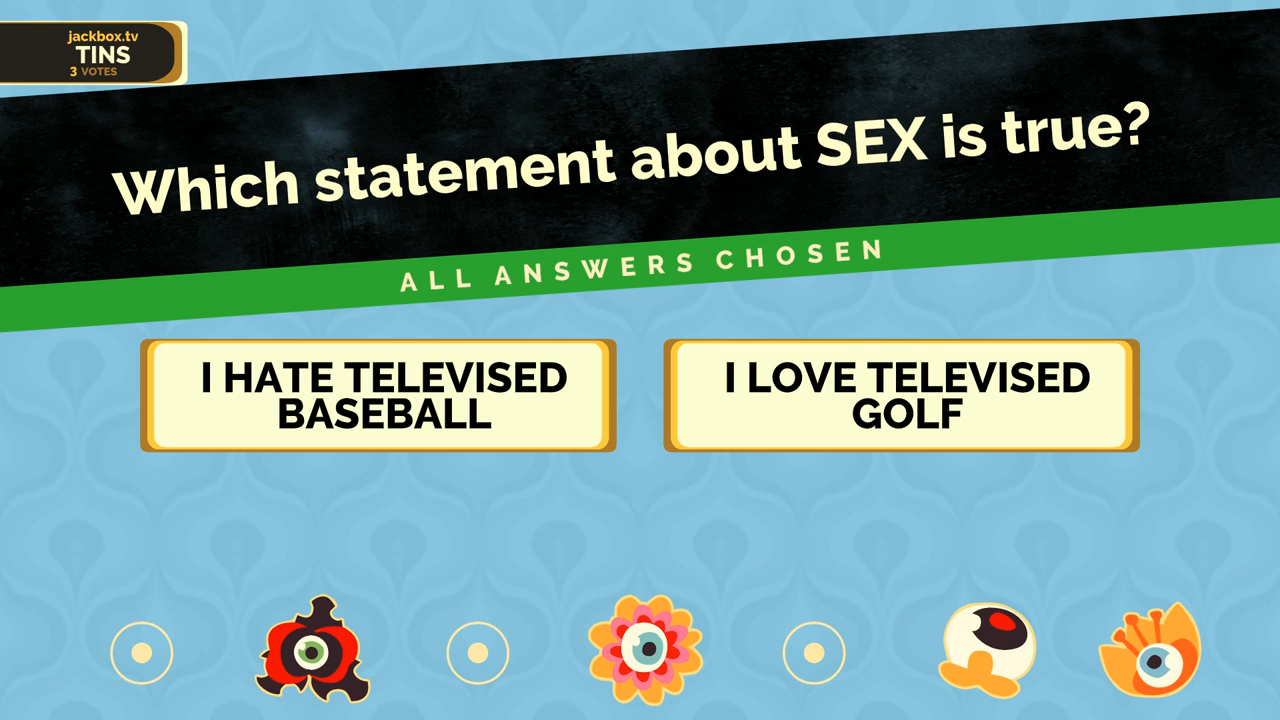 jackbox.tv
TINS
3 VOTES
Which statement about SEX is true?
ALL ANSWERS CHOSEN
I HATE TELEVISED
BASEBALL
I LOVE TELEVISED
GOLF